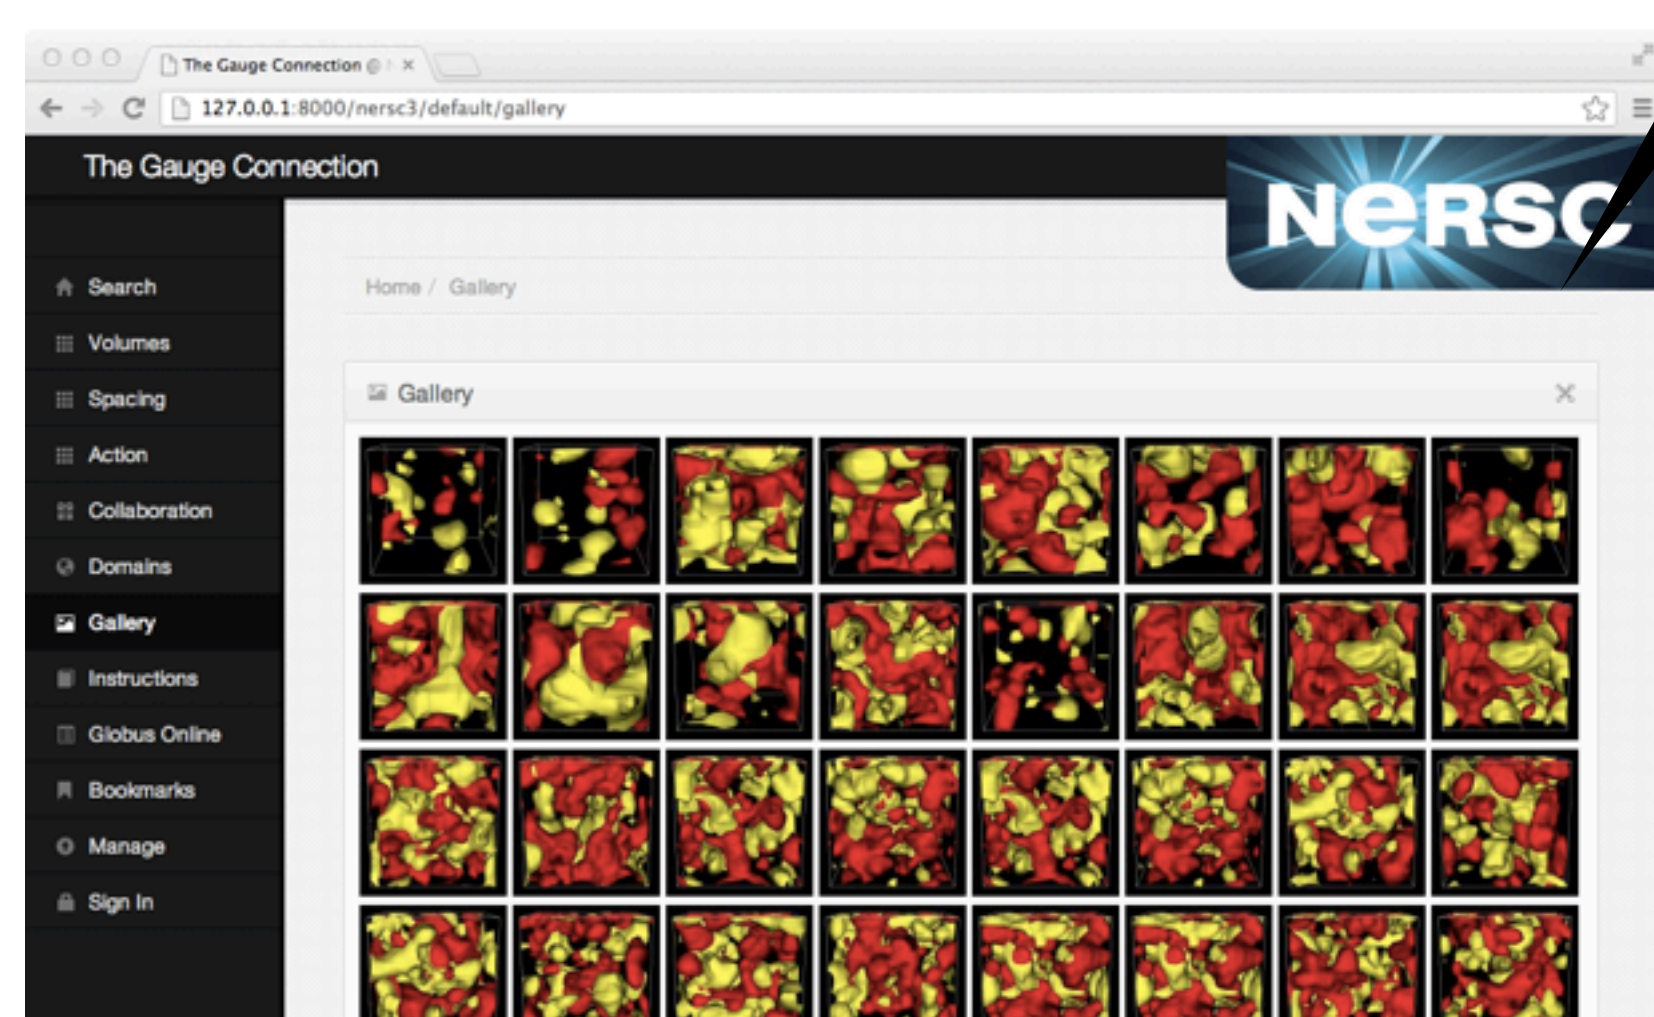 The Gauge Connection @
127.0.0.1:8000/nersc3/default/gallery
The Gauge Connection
NeRSC
Search
Volumes
Spacing
Action
Collaboration
Domains
Gallery
Instructions
Globus Online
Bookmarks
Manage
Sign In
Home / Gallery
Gallery